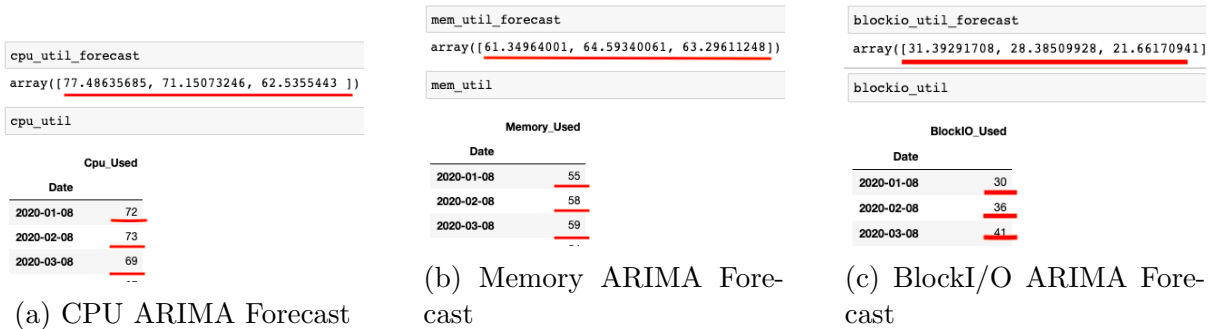 cpu_util_forecast
array([77.48635685, 71.15073246, 62.5355443 ])
cpu_util
Cpu_Used
Date
2020-01-08 72
2020-02-08 73
2020-03-08 69
(a) CPU ARIMA Forecast
mem_util_forecast
array([61.34964001, 64.59340061, 63.29611248])
mem_util
Memory_Used
Date
2020-01-08 55
2020-02-08 58
2020-03-08 59
(b) Memory ARIMA Fore-
cast
blockio_util_forecast
array([31.39291708, 28.38509928, 21.66170941]
blockio_util
BlockIO_Used
Date
2020-01-08 30
2020-02-08 36
2020-03-08 41
(c) BlockI/O ARIMA Fore-
cast